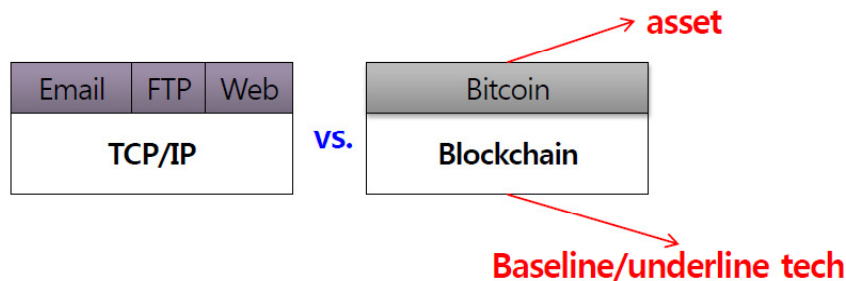 asset
Email FTP Web
Bitcoin
TCP/IP
vs.
Blockchain
Baseline/underline tech